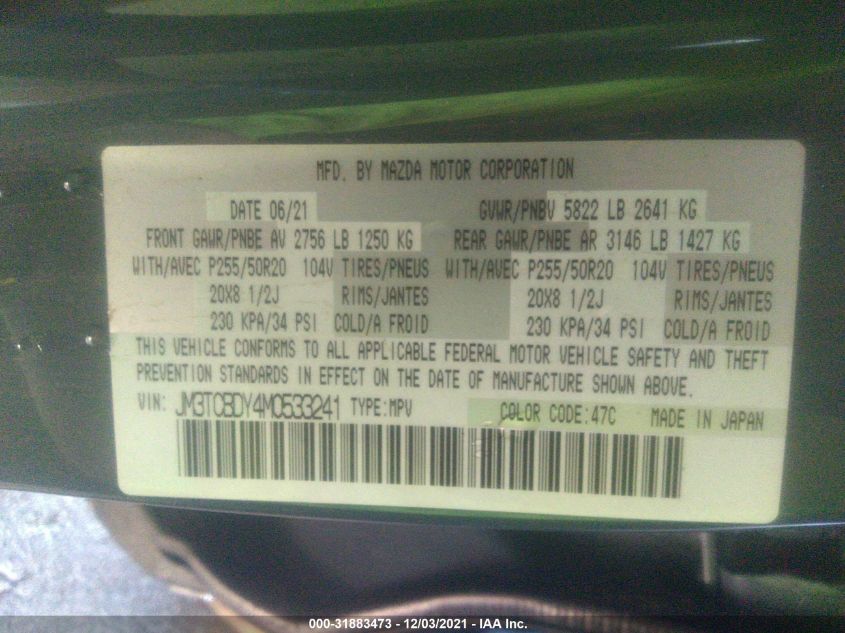 MFD. BY MAZDA MOTOR CORPORATION
DATE 06/21 GVWR/PNBV 5822 LB 2641 KG
FRONT GAWR/PNBE AV 2756 LB 1250 KG REAR GAWR/PNBE AR 3146 LB 1427 KG
WITH/AVEC P255/50R20 104V TIRES/PNEUS WITH/AVEC P255/50R20 104V TIRES/PNEUS
20X8 1/2J RIMS/JANTES 20X8 1/2J RIMS/JANTES
230 KPA/34 PSI COLD/A FROID 230 KPA/34 PSI COLD/A FROID
THIS VEHICLE CONFORMS TO ALL APPLICABLE FEDERAL MOTOR VEHICLE SAFETY AND THEFT
PREVENTION STANDARDS IN EFFECT ON THE DATE OF MANUFACTURE SHOWN ABOVE.
VIN: JM3TCBDY4M0533241 TYPE:MPV COLOR CODE:47C MADE IN JAPAN
000-31883473 - 12/03/2021 - IAA Inc.